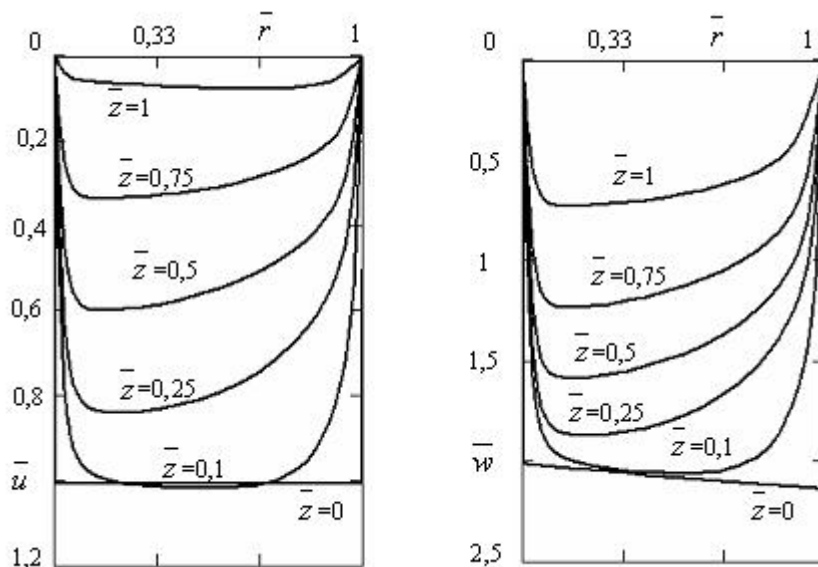 0 0,33 r̅ 1
z̅=1
0,2
z̅=0,75
0,4
z̅=0,5
0,6
z̅=0,25
0,8
z̅=0,1
u̅
z̅=0
1,2
0 0,33 r̅ 1
0,5
z̅=1
1
z̅=0,75
z̅=0,5
1,5
z̅=0,25
z̅=0,1
w̅
z̅=0
2,5